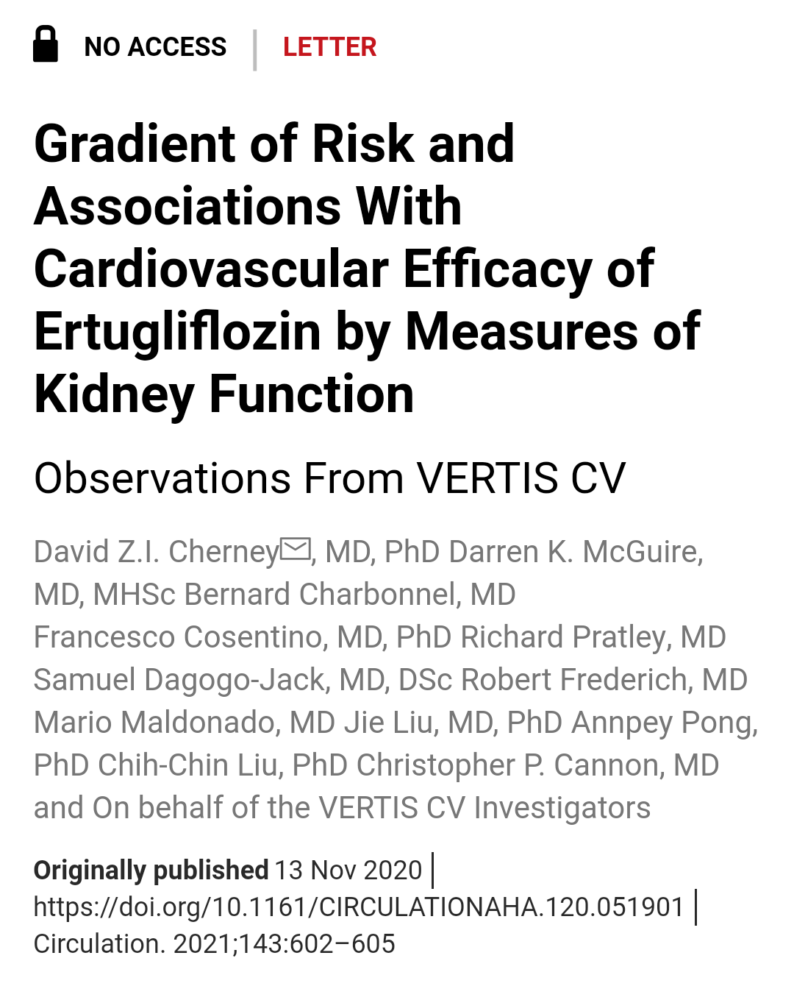 NO ACCESS | LETTER
Gradient of Risk and
Associations With
Cardiovascular Efficacy of
Ertugliflozin by Measures of
Kidney Function
Observations From VERTIS CV
David Z.I. Cherney, MD, PhD Darren K. McGuire,
MD, MHSc Bernard Charbonnel, MD
Francesco Cosentino, MD, PhD Richard Pratley, MD
Samuel Dagogo-Jack, MD, DSc Robert Frederich, MD
Mario Maldonado, MD Jie Liu, MD, PhD Annpey Pong,
PhD Chih-Chin Liu, PhD Christopher P. Cannon, MD
and On behalf of the VERTIS CV Investigators
Originally published 13 Nov 2020 |
https://doi.org/10.1161/CIRCULATIONAHA.120.051901 |
Circulation. 2021;143:602–605